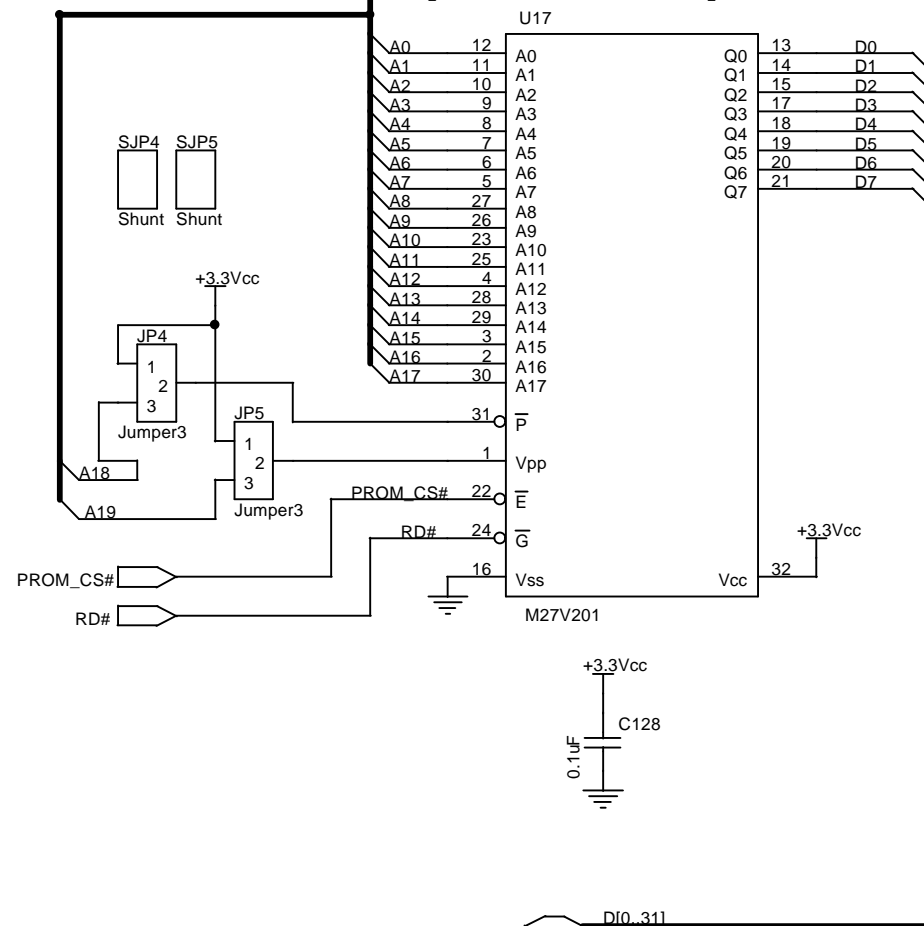 U17
A0 12 A0 Q0 13 D0
A1 11 A1 Q1 14 D1
A2 10 A2 Q2 15 D2
A3 9 A3 Q3 17 D3
A4 8 A4 Q4 18 D4
A5 7 A5 Q5 19 D5
A6 6 A6 Q6 20 D6
A7 5 A7 Q7 21 D7
A8 27 A8
A9 26 A9
A10 23 A10
A11 25 A11
A12 4 A12
A13 28 A13
A14 29 A14
A15 3 A15
A16 2 A16
A17 30 A17
SJP4 SJP5
Shunt Shunt
+3.3Vcc
JP4
1
2
3
Jumper3
31 P
JP5
1
2
3
Jumper3
1 Vpp
A18
A19
PROM_CS# 22 E
RD# 24 G
+3.3Vcc
PROM_CS#
16 Vss Vcc 32
RD#
M27V201
+3.3Vcc
C128
0.1uF
D[0..31]